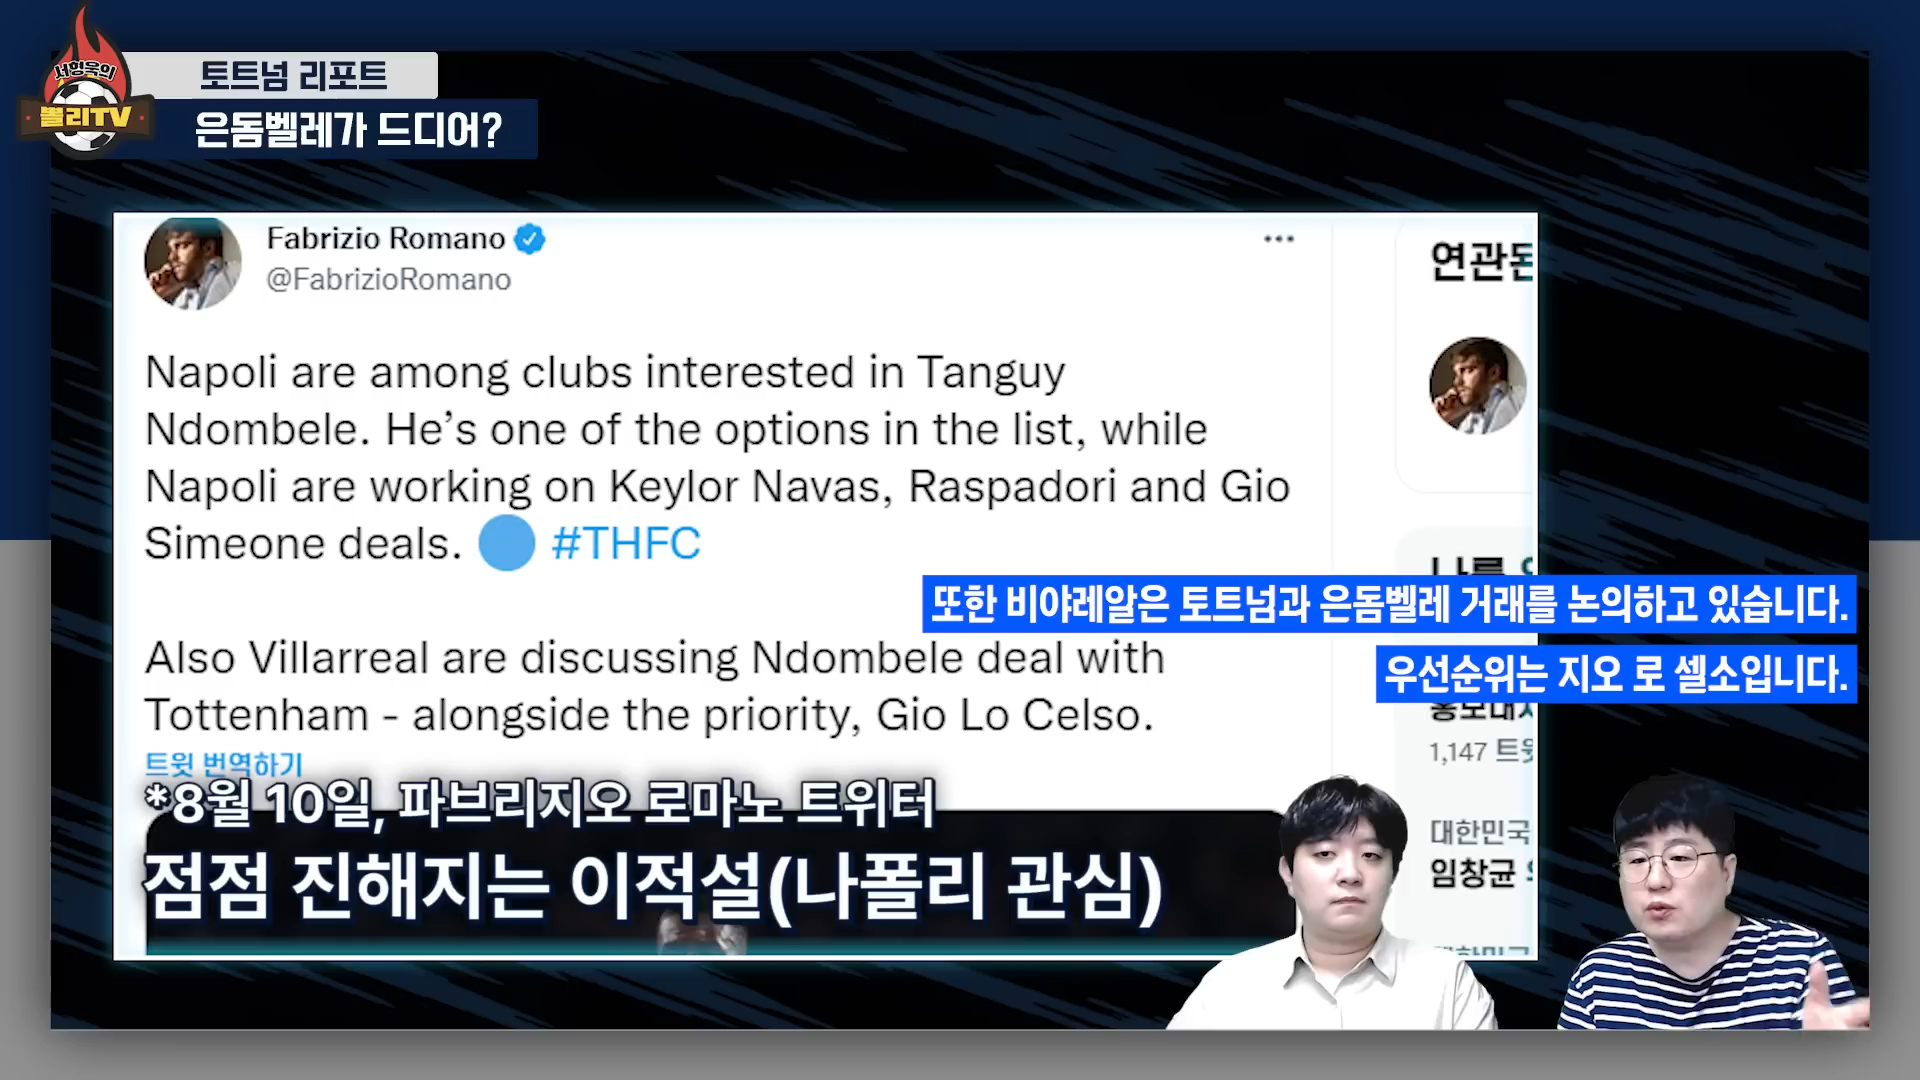 서형욱의
뽈리TV
토트넘 리포트
은돔벨레가 드디어?
Fabrizio Romano
@FabrizioRomano
Napoli are among clubs interested in Tanguy
Ndombele. He’s one of the options in the list, while
Napoli are working on Keylor Navas, Raspadori and Gio
Simeone deals. #THFC
Also Villarreal are discussing Ndombele deal with
Tottenham - alongside the priority, Gio Lo Celso.
트윗 번역하기
*8월 10일, 파브리지오 로마노 트위터
점점 진해지는 이적설(나폴리 관심)
또한 비야레알은 토트넘과 은돔벨레 거래를 논의하고 있습니다.
우선순위는 지오 로 셀소입니다.
1,147
대한민국
임창균